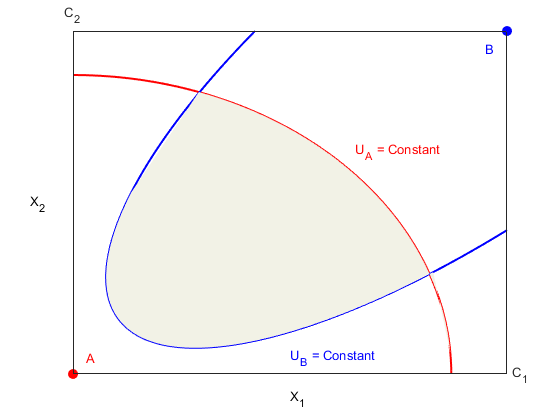 C2
B
UA = Constant
X2
UB = Constant
A
C1
X1